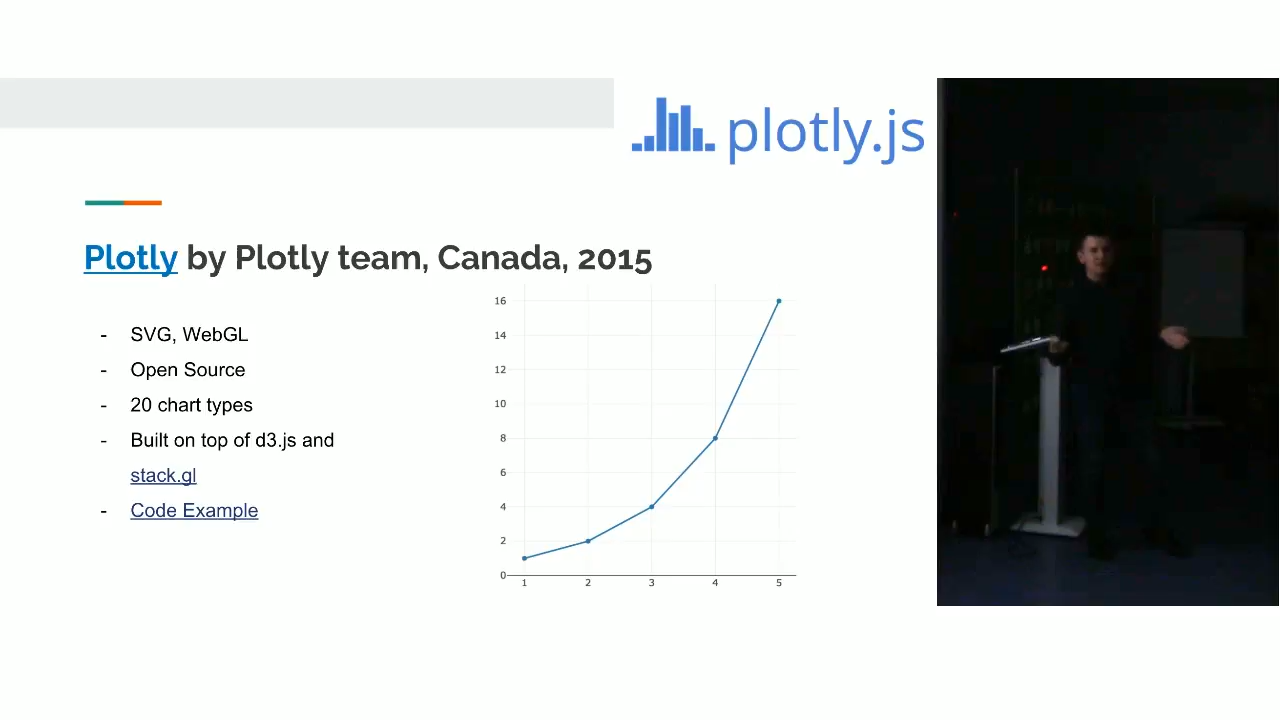 plotly.js
Plotly by Plotly team, Canada, 2015
- SVG, WebGL
- Open Source
- 20 chart types
- Built on top of d3.js and
stack.gl
- Code Example
16
14
12
10
8
6
4
2
0
1 2 3 4 5